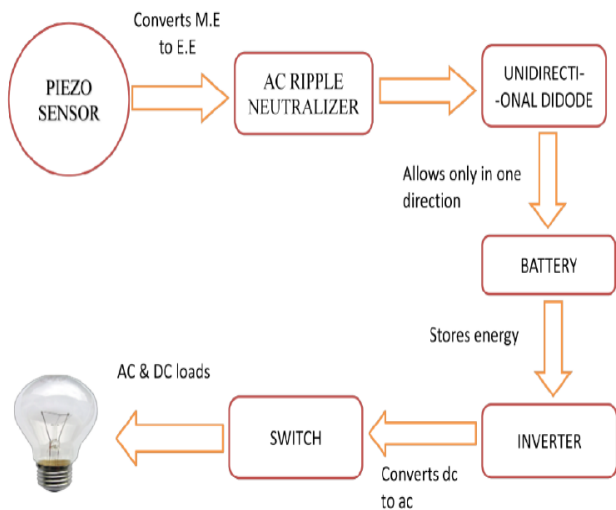 Converts M.E
to E.E
PIEZO
SENSOR
AC RIPPLE
NEUTRALIZER
UNIDIRECTI-
-ONAL DIDODE
Allows only in one
direction
BATTERY
Stores energy
INVERTER
Converts dc
to ac
SWITCH
AC & DC loads